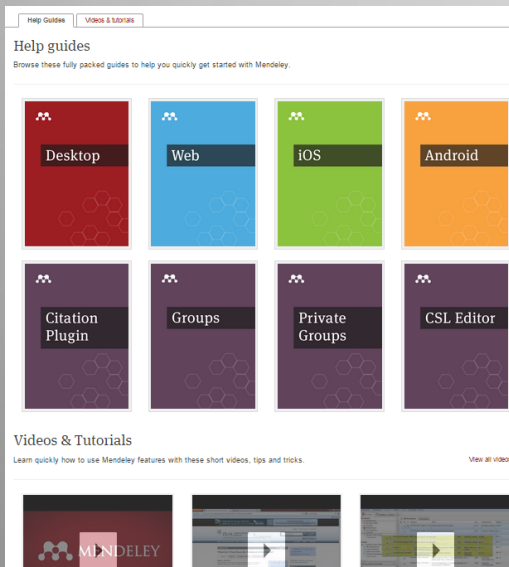 Help Guides Videos & tutorials
Help guides
Browse these fully packed guides to help you quickly get started with Mendeley.
Desktop Web iOS Android
Citation Plugin Groups Private Groups CSL Editor
Videos & Tutorials
Learn quickly how to use Mendeley features with these short videos, tips and tricks. View all videos
MENDELEY